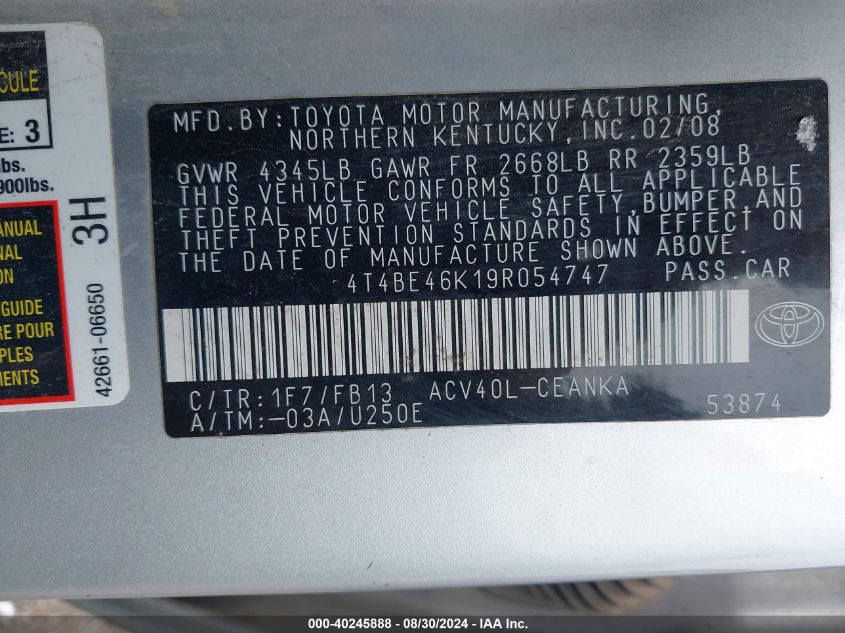 CULE
E: 3
lbs.
900lbs.
MANUAL
NAL
ON
GUIDE
RE POUR
PLES
MENTS
3H
42661-06650
MFD.BY:TOYOTA MOTOR MANUFACTURING,
NORTHERN KENTUCKY,INC.02/08
GVWR 4345LB GAWR FR 2668LB RR 2359LB
THIS VEHICLE CONFORMS TO ALL APPLICABLE
FEDERAL MOTOR VEHICLE SAFETY,BUMPER,AND
THEFT PREVENTION STANDARDS IN EFFECT ON
THE DATE OF MANUFACTURE SHOWN ABOVE.
4T4BE46K19R054747 PASS.CAR
C/TR:1F7/FB13 ACV40L-CEANKA
A/TM:-03A/U250E 53874
000-40245888 - 08/30/2024 - IAA Inc.